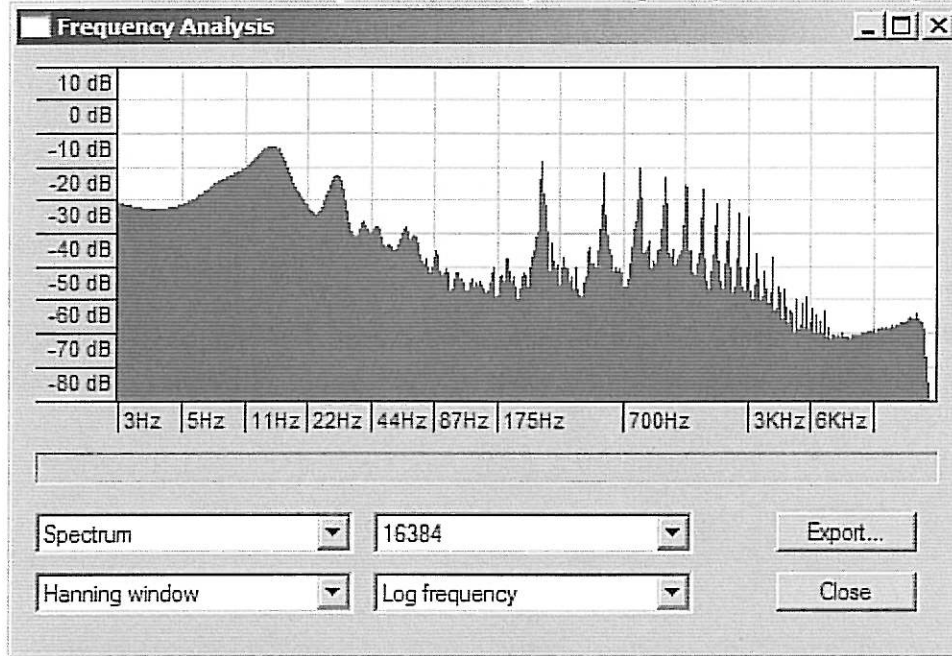 Frequency Analysis
10 dB
0 dB
-10 dB
-20 dB
-30 dB
-40 dB
-50 dB
-60 dB
-70 dB
-80 dB
3Hz 5Hz 11Hz 22Hz 44Hz 87Hz 175Hz 700Hz 3KHz 6KHz
Spectrum 16384 Export...
Hanning window Log frequency Close